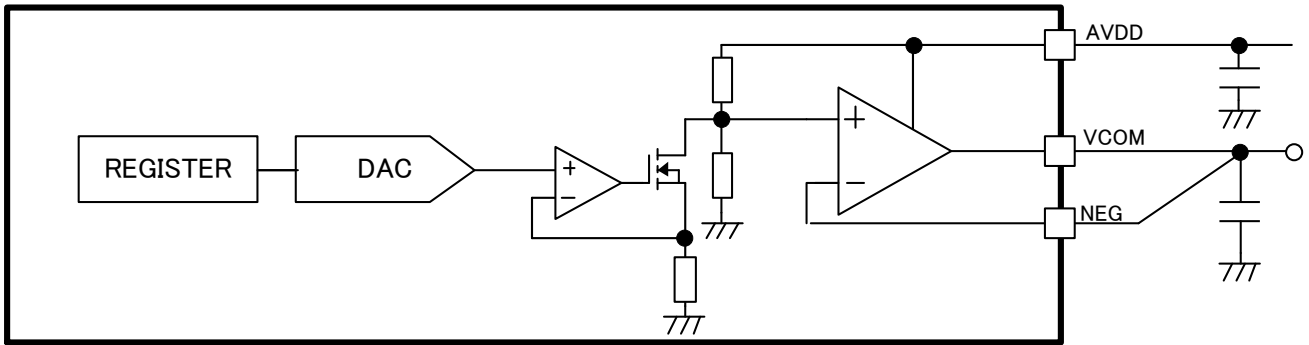 AVDD
REGISTER
DAC
+
−
+
−
VCOM
NEG